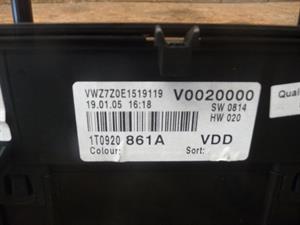 VWZ7Z0E1519119 V0020000
19.01.05 16:18 SW 0814
HW 020
1T0920 861A VDD
Colour: Sort:
Qual